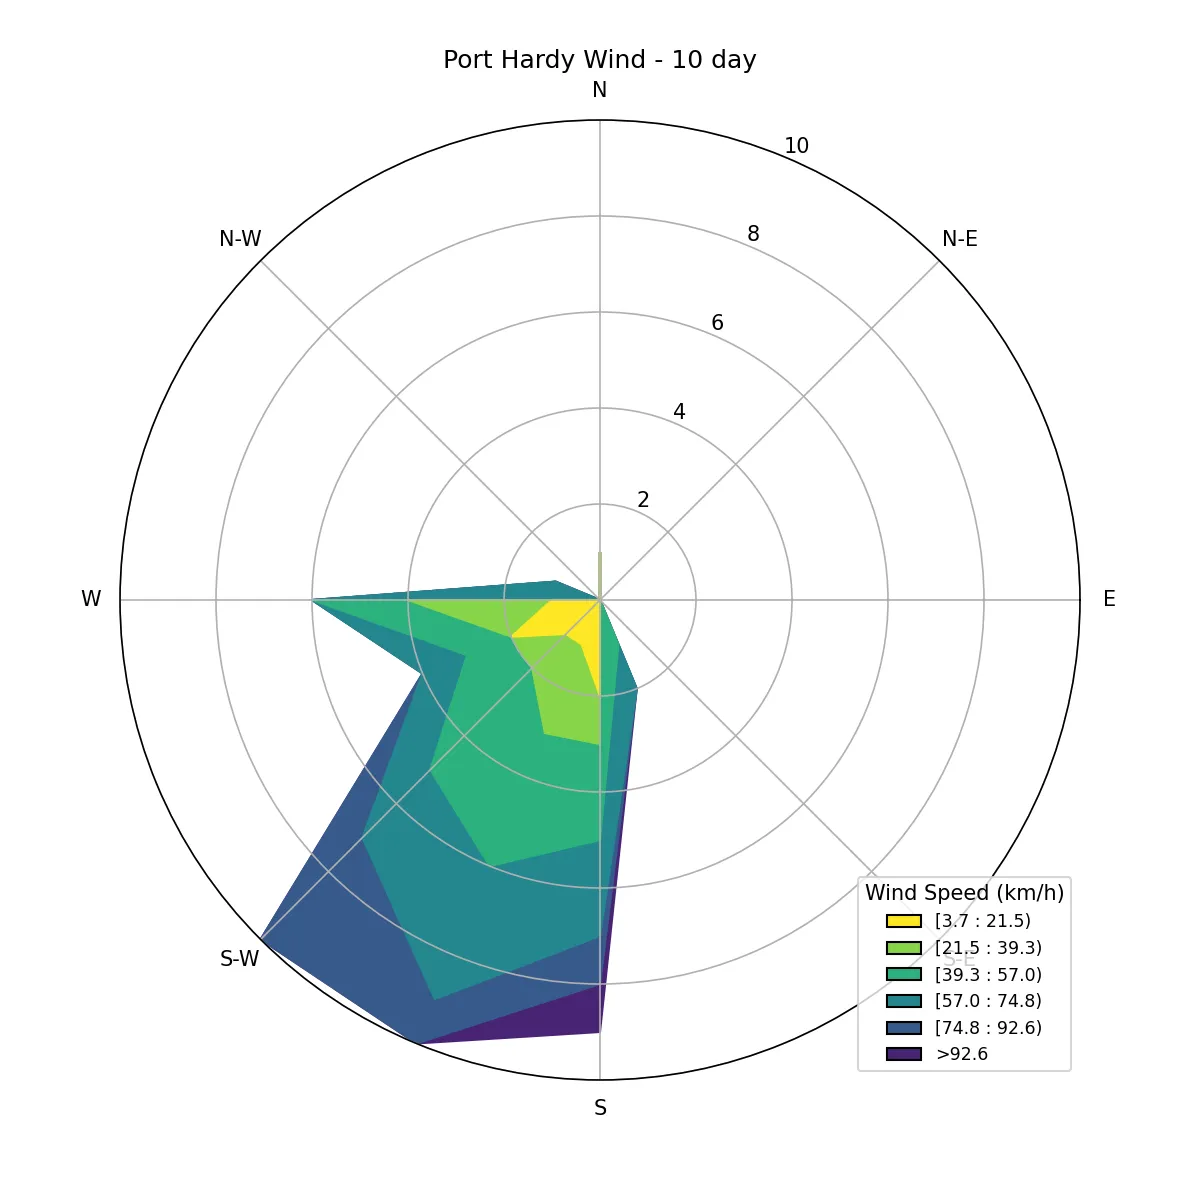 Port Hardy Wind - 10 day
N
10
N-W
N-E
8
6
4
2
W
E
Wind Speed (km/h)
[3.7 : 21.5)
[21.5 : 39.3)
S-W
S-E
[39.3 : 57.0)
[57.0 : 74.8)
[74.8 : 92.6)
>92.6
S